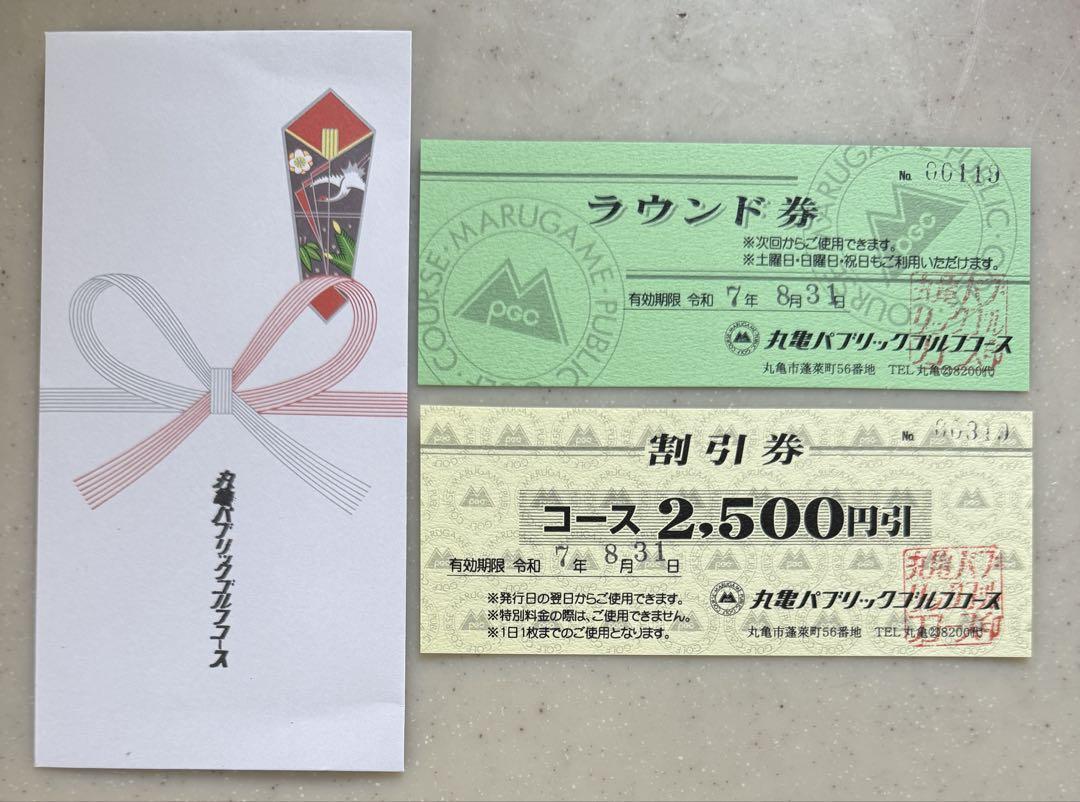 丸亀パブリックゴルフコース
No. 00119
ラウンド券
※次回からご使用できます。
※土曜日・日曜日・祝日もご利用いただけます。
有効期限 令和 7年 8月31日
丸亀パブリックゴルフコース
丸亀市蓬莱町56番地 TEL 丸亀㉓8200代
MARUGAME PUBLIC GOLF COURSE
PGC
No. 00319
割引券
コース 2,500円引
有効期限 令和 7年 8月31日
※発行日の翌日からご使用できます。
※特別料金の際は、ご使用できません。
※1日1枚までのご使用となります。
丸亀パブリックゴルフコース
丸亀市蓬莱町56番地 TEL 丸亀㉓8200代